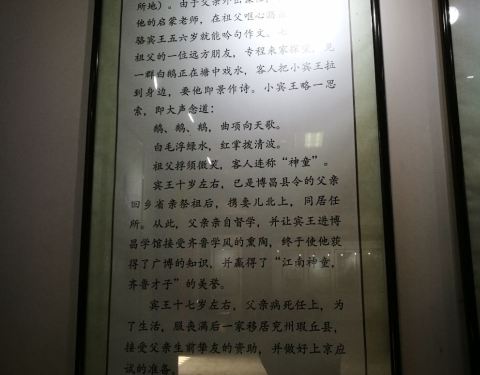 所地）。由于父亲外出
他的启蒙老师，在祖父呕心
骆宾王五六岁就能吟句作文。七
祖父的一位远方朋友，专程来家探望，见
一群白鹅正在塘中戏水，客人把小宾王拉
到身边，要他即景作诗。小宾王略一思
索，即大声念道：
鹅、鹅、鹅，曲项向天歌。
白毛浮绿水，红掌拨清波。
祖父捋须微笑，客人连称“神童”。
宾王十岁左右，已是博昌县令的父亲
回乡省亲祭祖后，携妻儿北上，同居任
所。从此，父亲亲自督学，并让宾王进博
昌学馆接受齐鲁学风的熏陶，终于使他获
得了广博的知识，并赢得了“江南神童，
齐鲁才子”的美誉。
宾王十七岁左右，父亲病死任上，为
了生活，服丧满后一家移居兖州瑕丘县，
接受父亲生前挚友的资助，并做好上京应
试的准备。